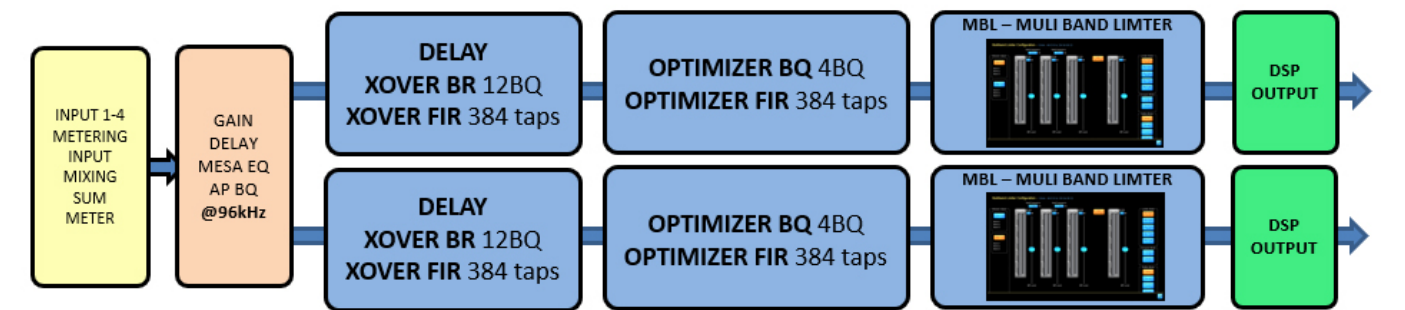 INPUT 1-4
METERING
INPUT
MIXING
SUM
METER
GAIN
DELAY
MESA EQ
AP BQ
@96kHz
DELAY
XOVER BR 12BQ
XOVER FIR 384 taps
OPTIMIZER BQ 4BQ
OPTIMIZER FIR 384 taps
MBL – MULI BAND LIMTER
DSP
OUTPUT
DELAY
XOVER BR 12BQ
XOVER FIR 384 taps
OPTIMIZER BQ 4BQ
OPTIMIZER FIR 384 taps
MBL – MULI BAND LIMTER
DSP
OUTPUT